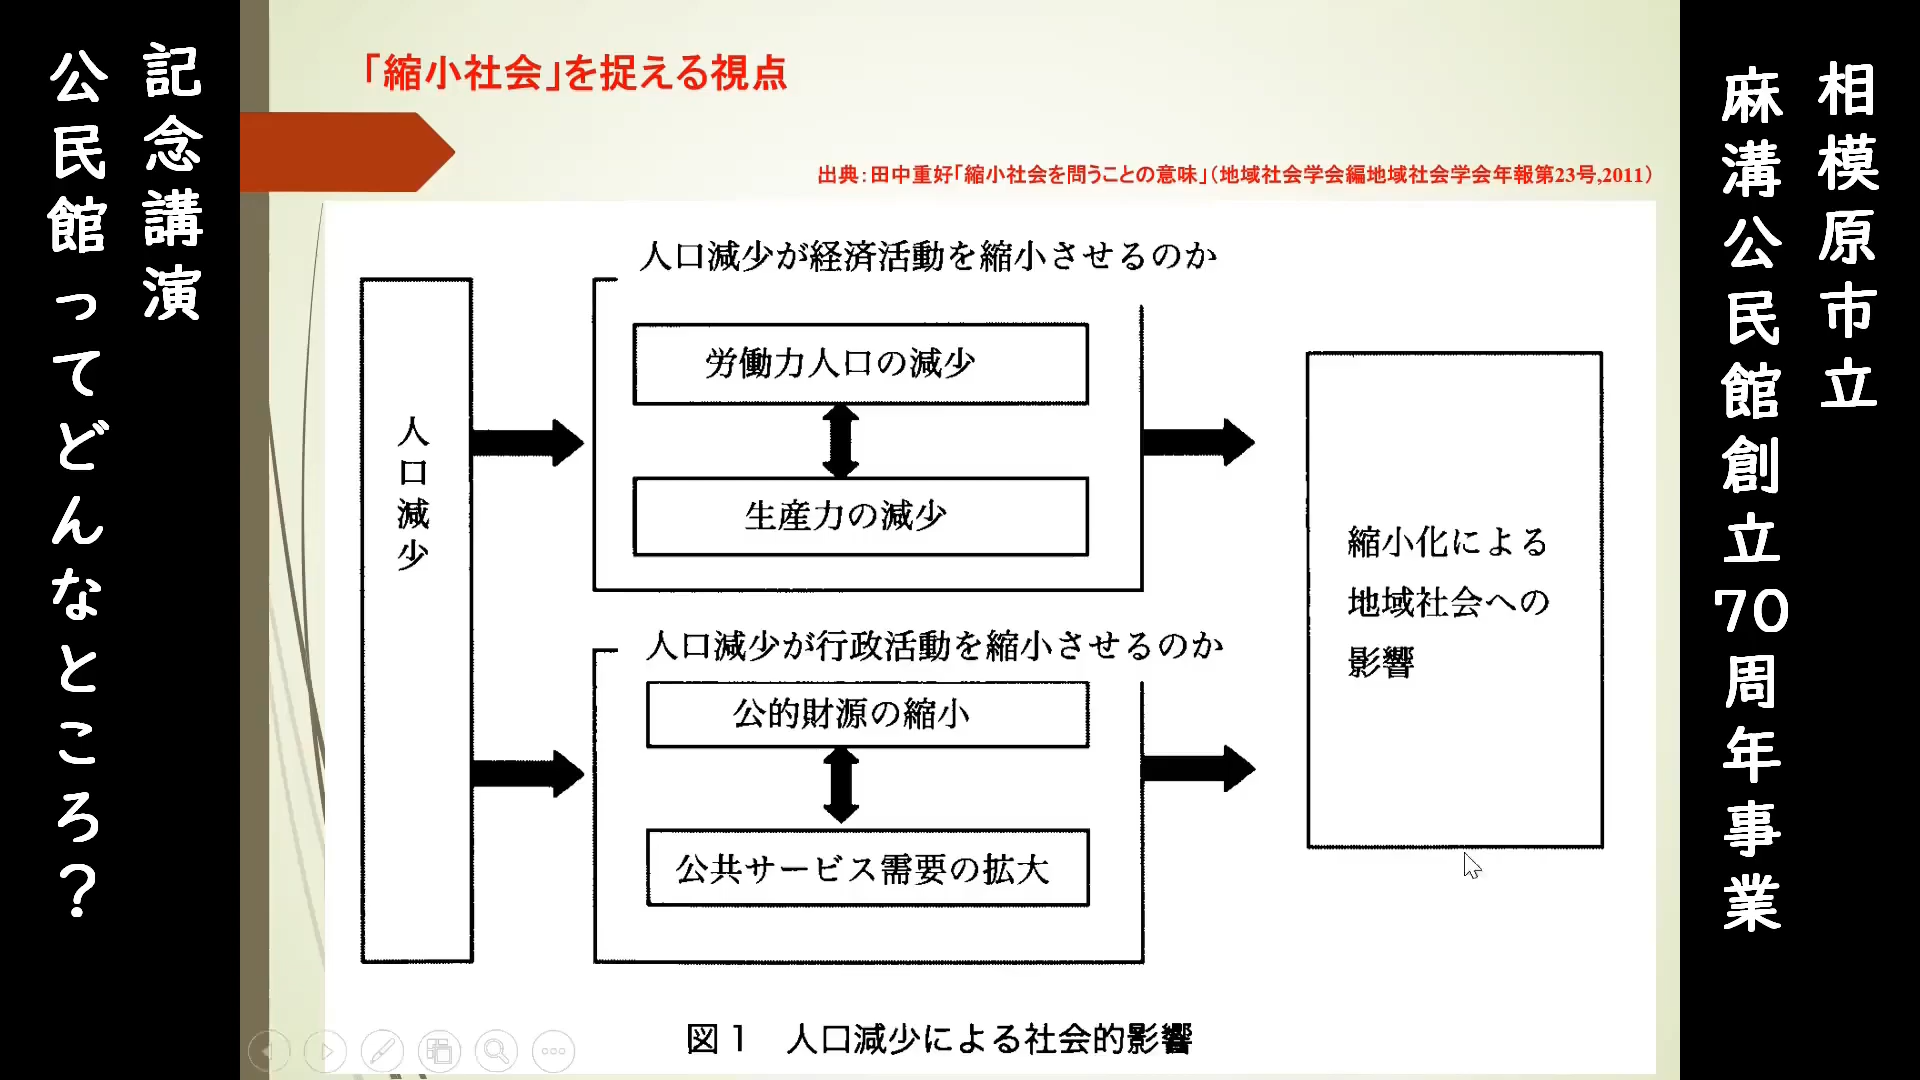 相模原市立
麻溝公民館創立70周年事業
記念講演
公民館ってどんなところ？
「縮小社会」を捉える視点
出典：田中重好「縮小社会を問うことの意味」（地域社会学会編地域社会学会年報第23号,2011）
人口減少
人口減少が経済活動を縮小させるのか
労働力人口の減少
生産力の減少
人口減少が行政活動を縮小させるのか
公的財源の縮小
公共サービス需要の拡大
縮小化による
地域社会への
影響
図1　人口減少による社会的影響